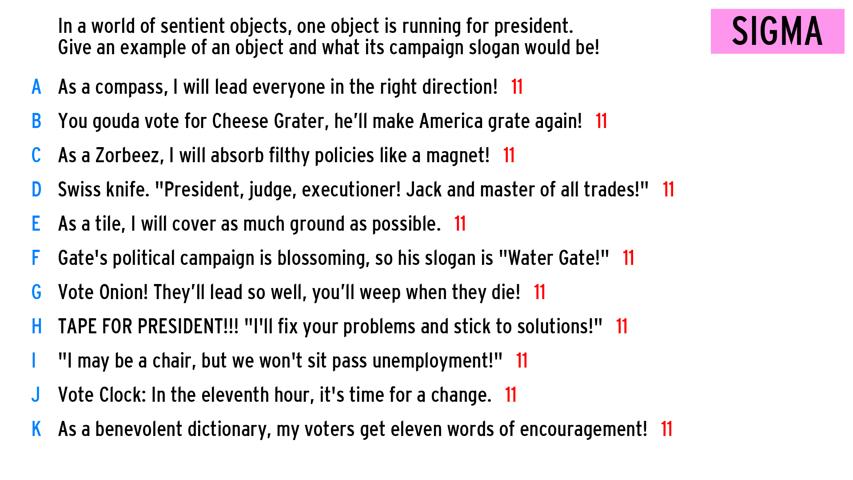 In a world of sentient objects, one object is running for president.
Give an example of an object and what its campaign slogan would be!
SIGMA
A As a compass, I will lead everyone in the right direction! 11
B You gouda vote for Cheese Grater, he'll make America grate again! 11
C As a Zorbeez, I will absorb filthy policies like a magnet! 11
D Swiss knife. "President, judge, executioner! Jack and master of all trades!" 11
E As a tile, I will cover as much ground as possible. 11
F Gate's political campaign is blossoming, so his slogan is "Water Gate!" 11
G Vote Onion! They'll lead so well, you'll weep when they die! 11
H TAPE FOR PRESIDENT!!! "I'll fix your problems and stick to solutions!" 11
I "I may be a chair, but we won't sit pass unemployment!" 11
J Vote Clock: In the eleventh hour, it's time for a change. 11
K As a benevolent dictionary, my voters get eleven words of encouragement! 11